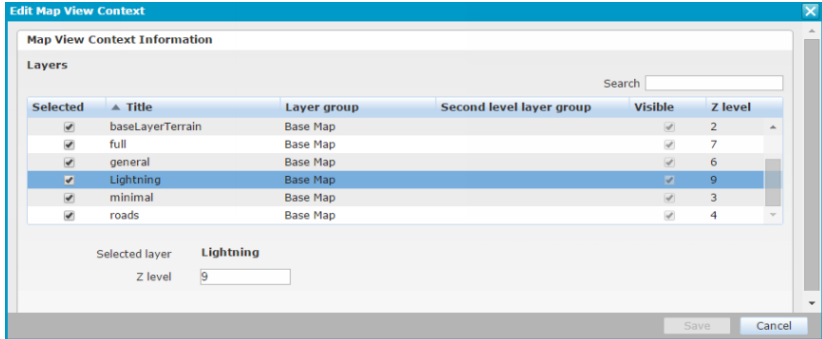 Edit Map View Context
Map View Context Information
Layers
Search
Selected Title Layer group Second level layer group Visible Z level
baseLayerTerrain Base Map 2
full Base Map 7
general Base Map 6
Lightning Base Map 9
minimal Base Map 3
roads Base Map 4
Selected layer Lightning
Z level 9
Save Cancel